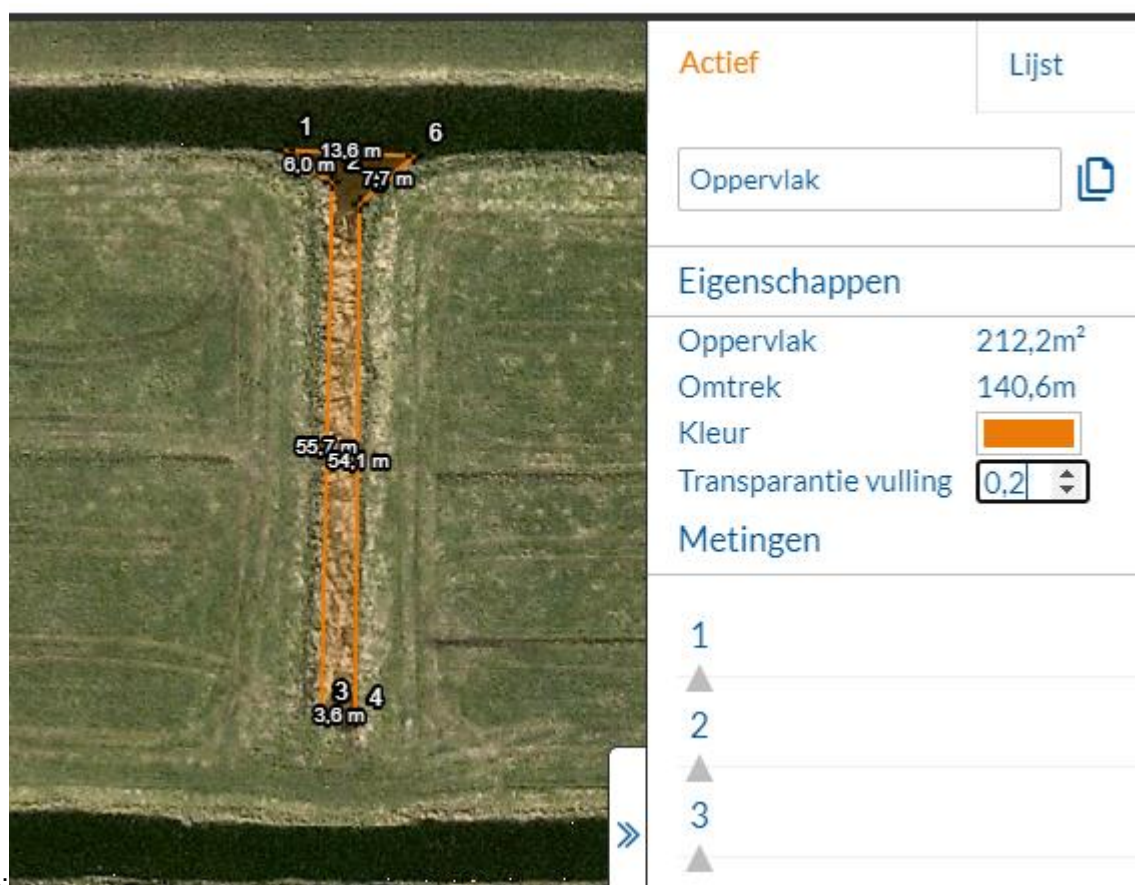 Actief Lijst
1
6
13,6 m
6,0 m
2
7,7 m
Oppervlak
Eigenschappen
Oppervlak 212,2m²
Omtrek 140,6m
Kleur
Transparantie vulling 0,2
Metingen
55,7 m
54,1 m
1
2
3
3 4
3,6 m